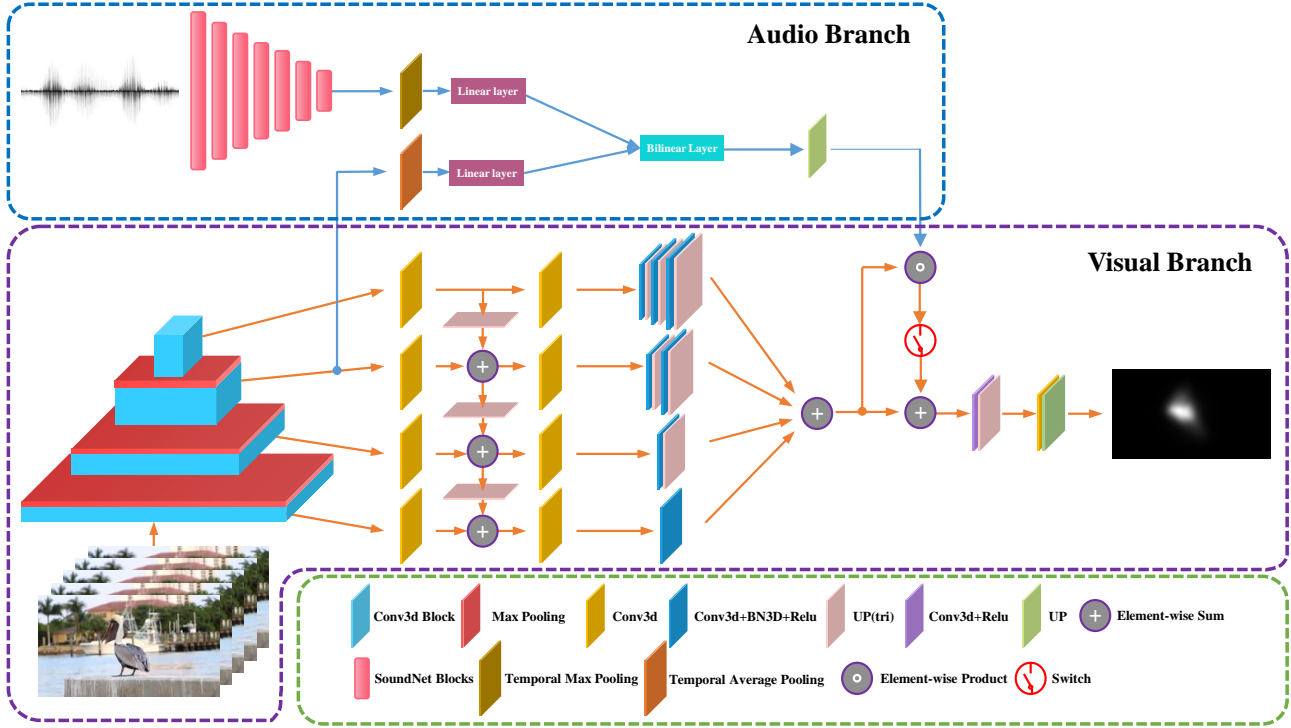 Audio Branch
Linear layer
Bilinear Layer
Linear layer
Visual Branch
Conv3d Block
Max Pooling
Conv3d
Conv3d+BN3D+Relu
UP(tri)
Conv3d+Relu
UP
Element-wise Sum
SoundNet Blocks
Temporal Max Pooling
Temporal Average Pooling
Element-wise Product
Switch